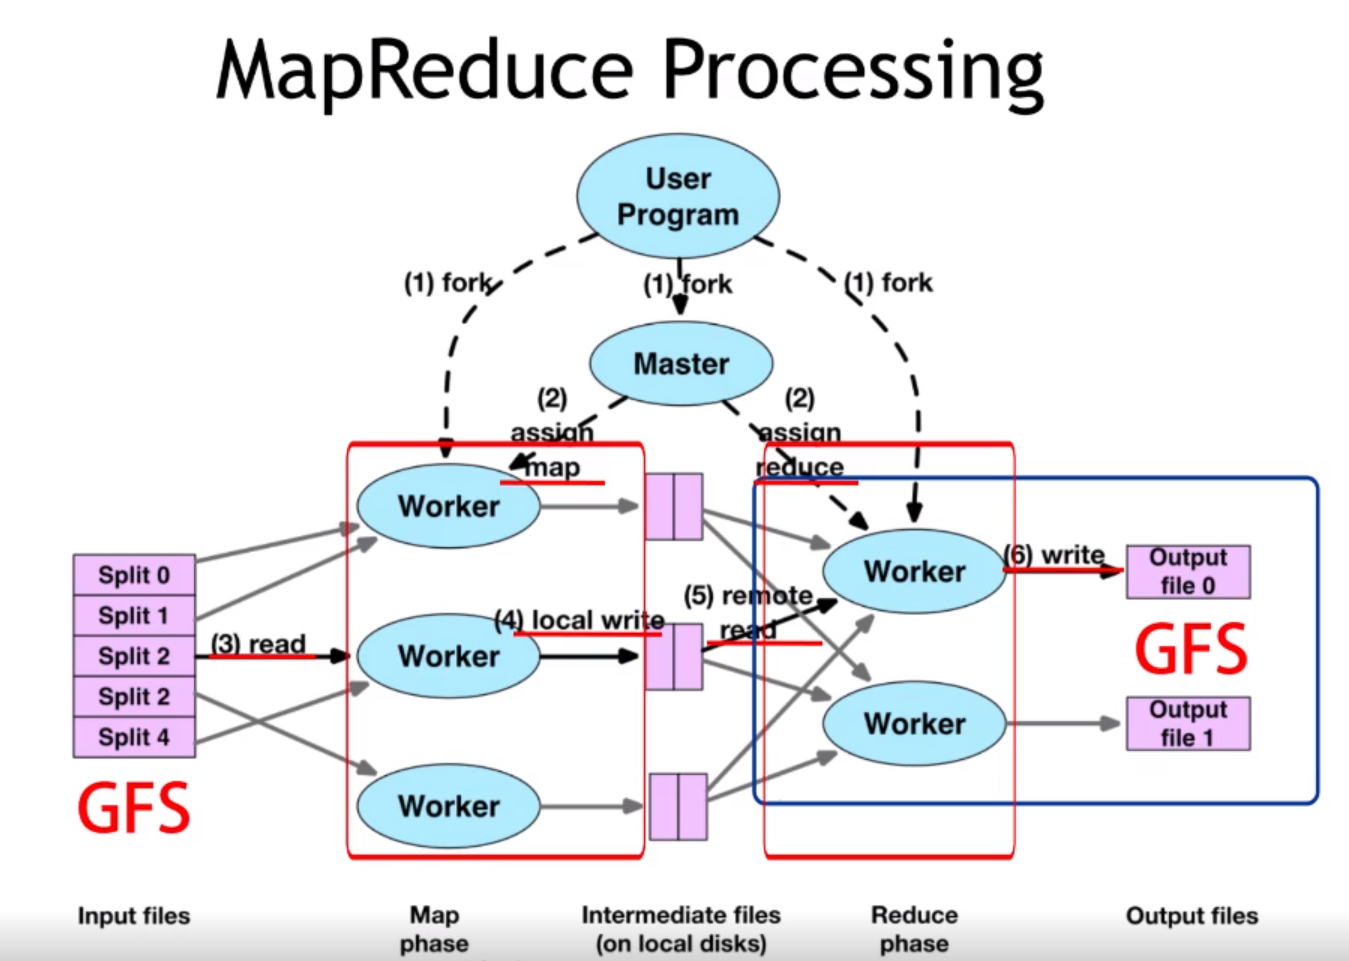 MapReduce Processing
User
Program
(1) fork
(1) fork
(1) fork
Master
(2)
assign
map
(2)
assign
reduce
Worker
Worker
Worker
Split 0
Split 1
Split 2
Split 2
Split 4
(3) read
(4) local write
(5) remote
read
Worker
Worker
(6) write
Output
file 0
Output
file 1
GFS
GFS
Input files
Map
phase
Intermediate files
(on local disks)
Reduce
phase
Output files